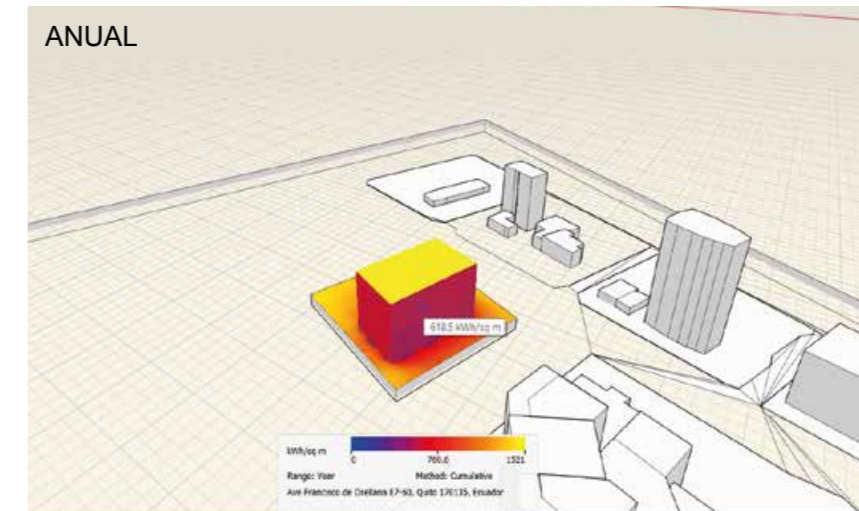 ANUAL
618.5 kWh/sq m
kWh/sq m
0 760.6 1521
Range: Year Method: Cumulative
Ave Francisco de Orellana E7-60, Quito 170135, Ecuador